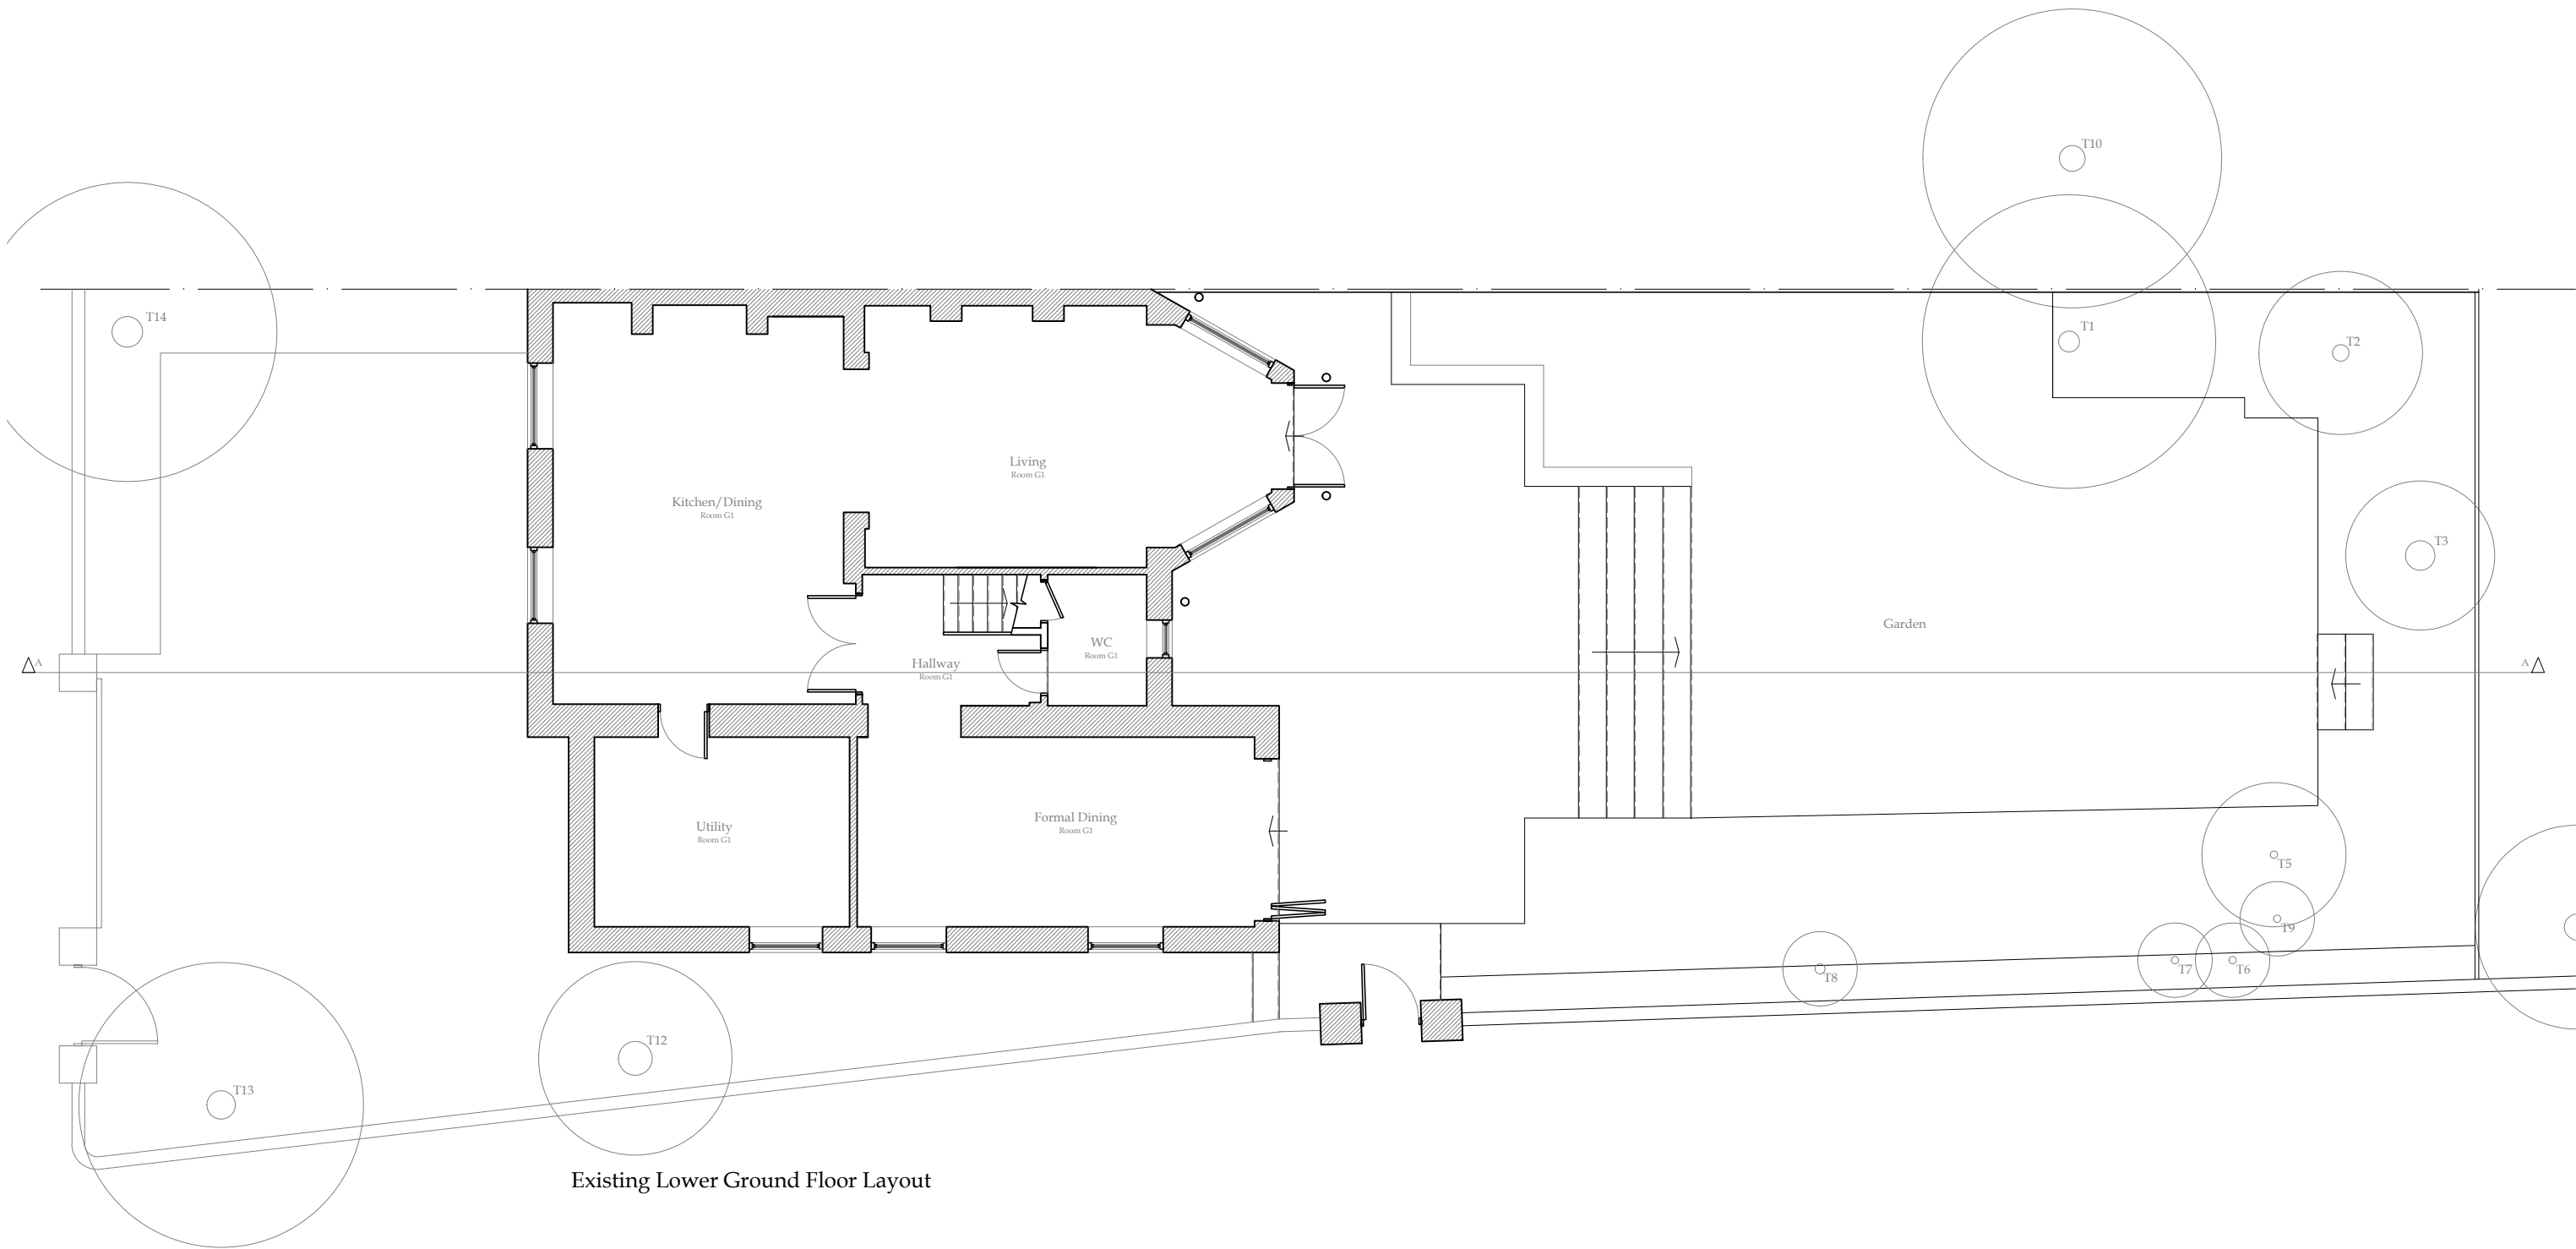 T10
T14
T1
T2
Living
Room G1
Kitchen/Dining
Room G1
T3
Garden
WC
Room G1
Hallway
Room G1
A
A
Formal Dining
Room G1
Utility
Room G1
T5
T9
T7
T6
T8
T12
T13
Existing Lower Ground Floor Layout